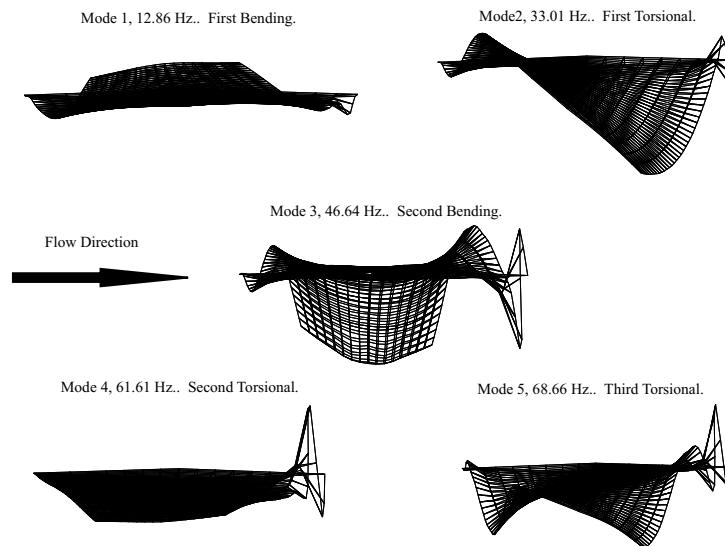 Mode 1, 12.86 Hz..  First Bending.
Mode2, 33.01 Hz..  First Torsional.
Mode 3, 46.64 Hz..  Second Bending.
Flow Direction
Mode 4, 61.61 Hz..  Second Torsional.
Mode 5, 68.66 Hz..  Third Torsional.